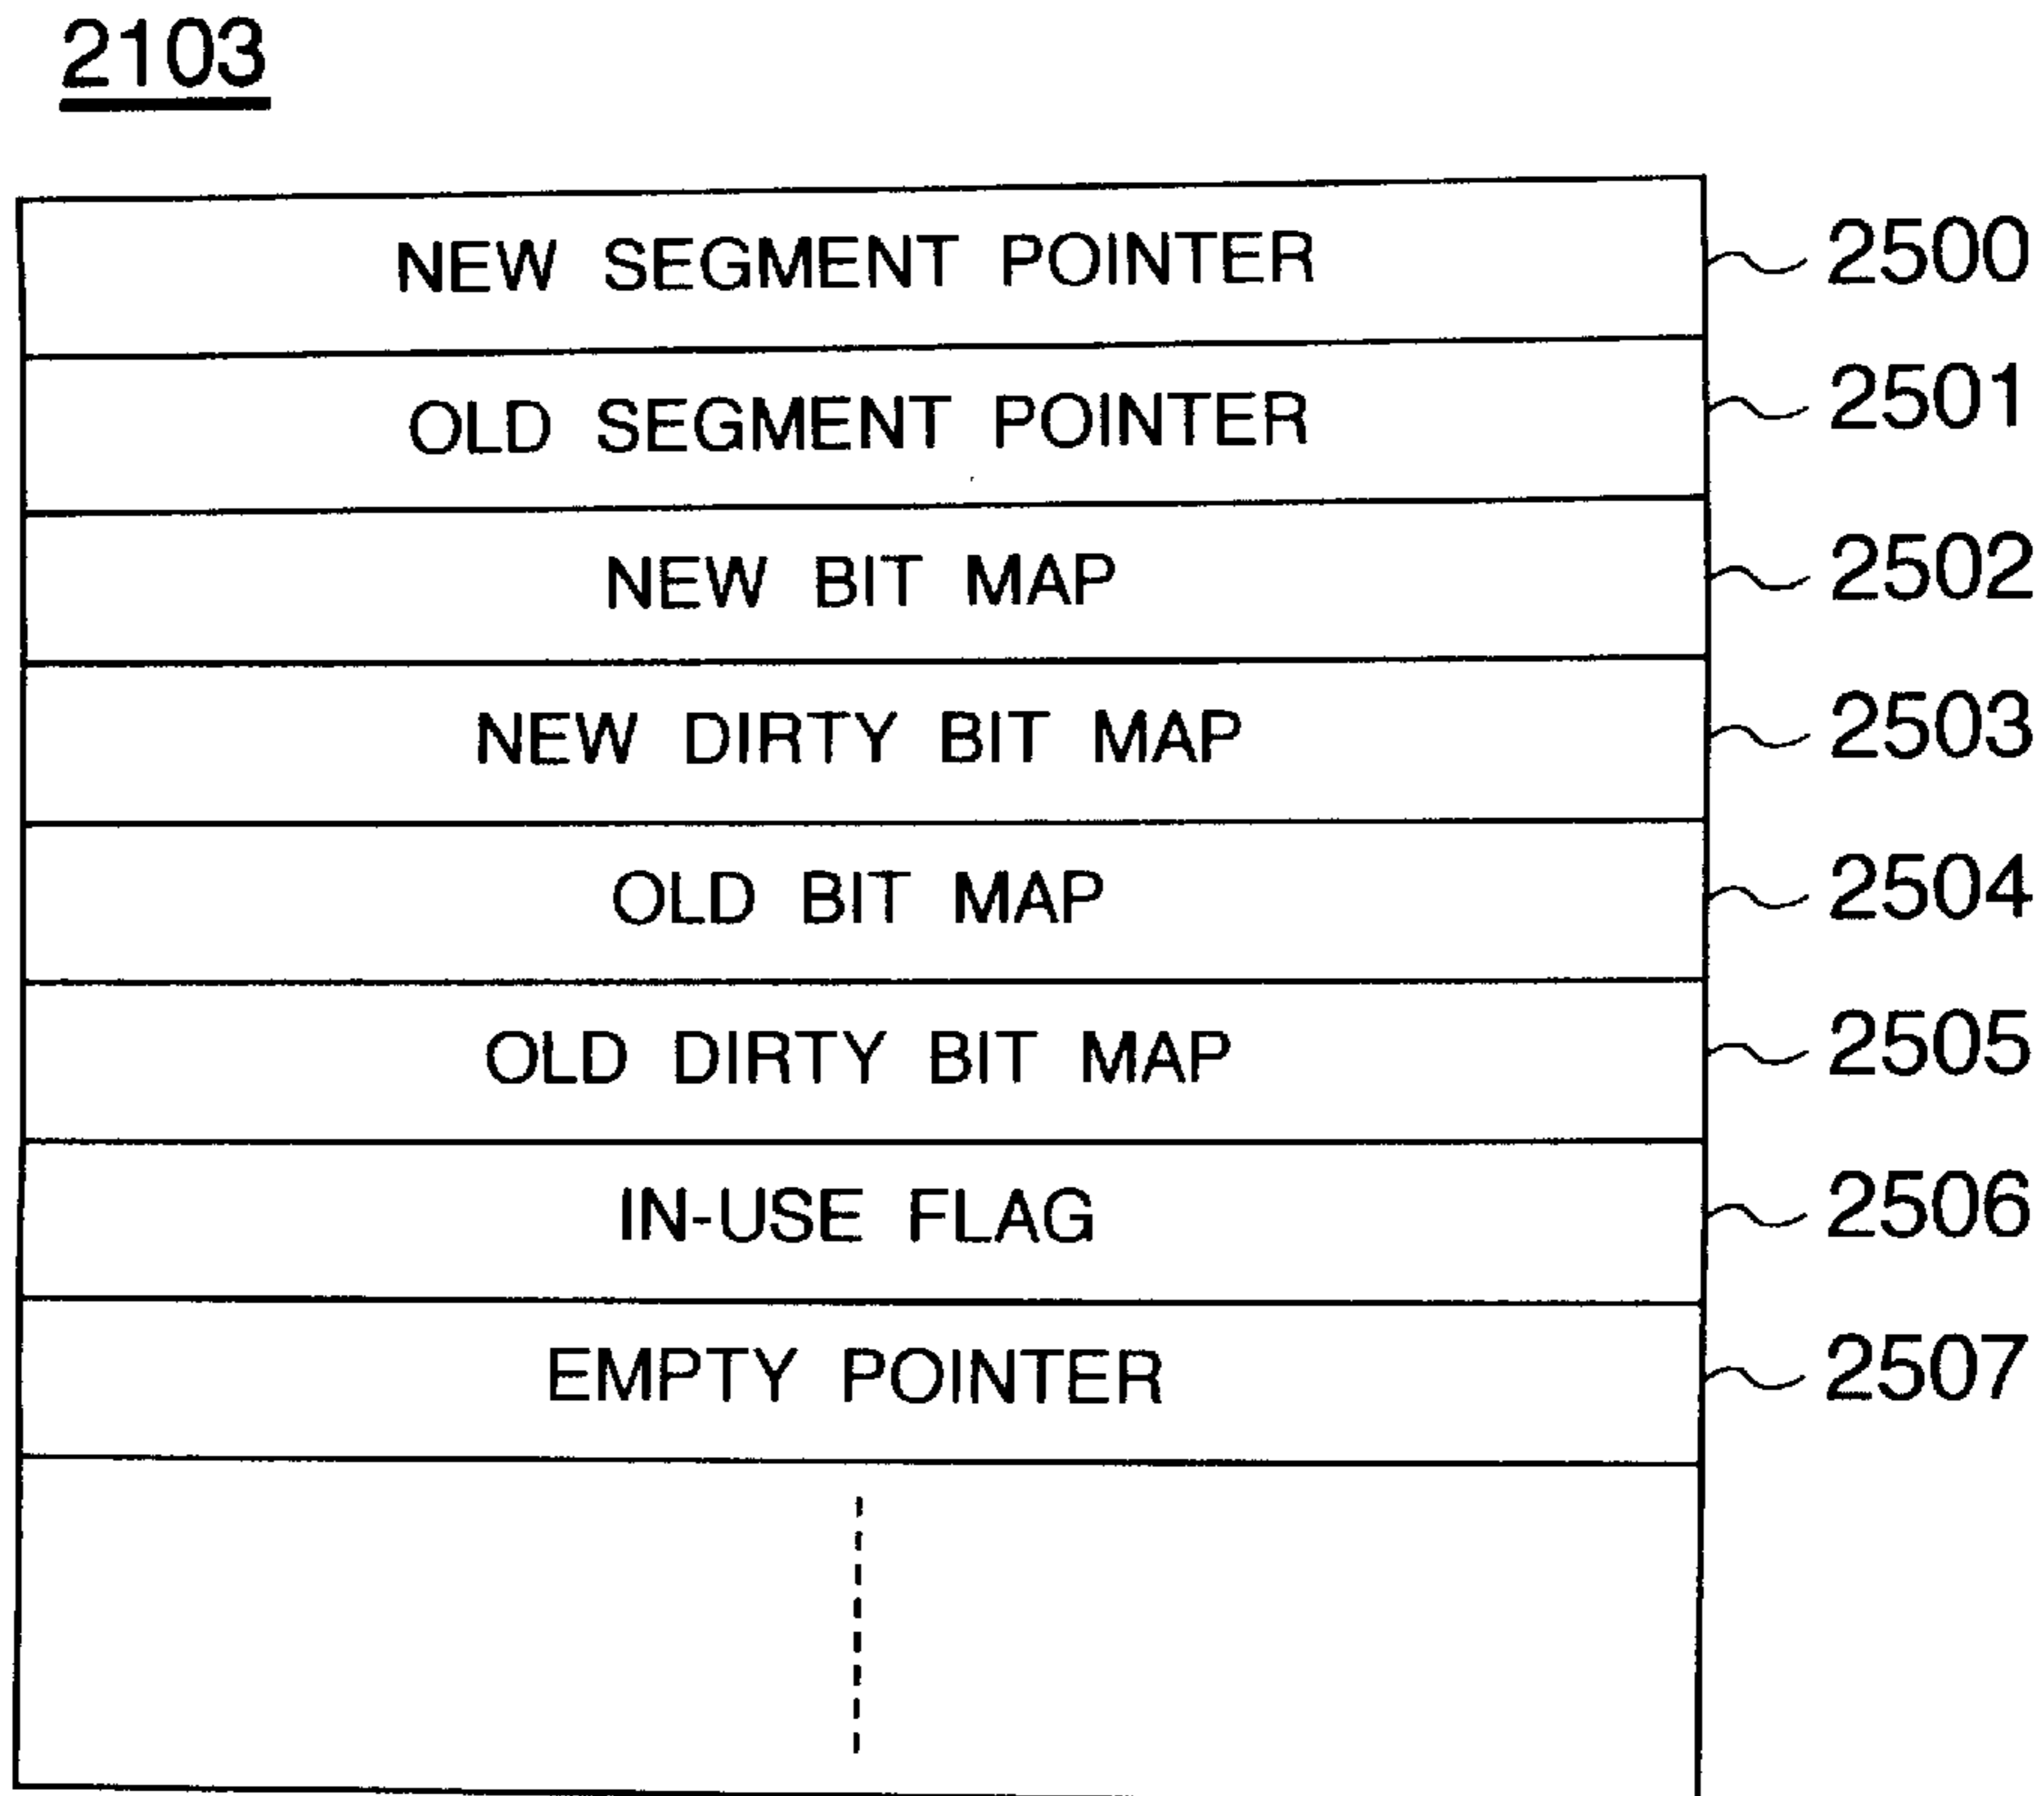 2103
NEW SEGMENT POINTER 2500
OLD SEGMENT POINTER 2501
NEW BIT MAP 2502
NEW DIRTY BIT MAP 2503
OLD BIT MAP 2504
OLD DIRTY BIT MAP 2505
IN-USE FLAG 2506
EMPTY POINTER 2507